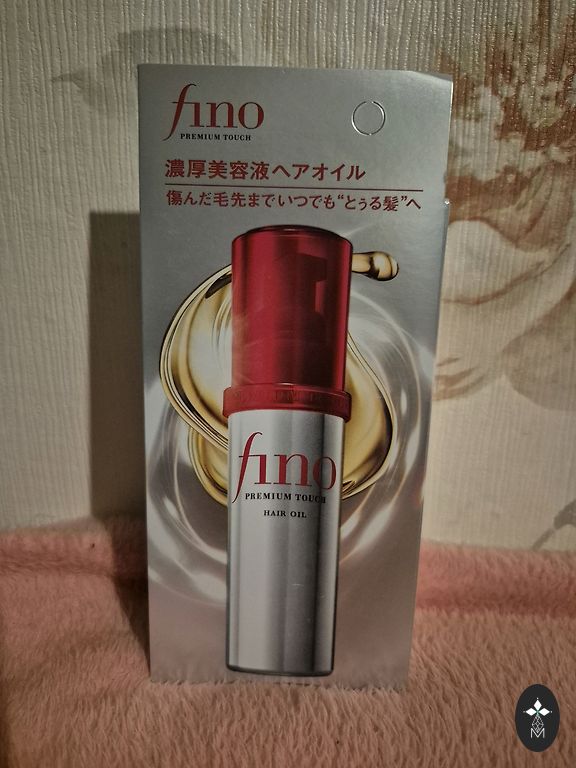 fino
PREMIUM TOUCH
濃厚美容液ヘアオイル
傷んだ毛先までいつでも“とぅる髪”へ
fino
PREMIUM TOUCH
HAIR OIL
M